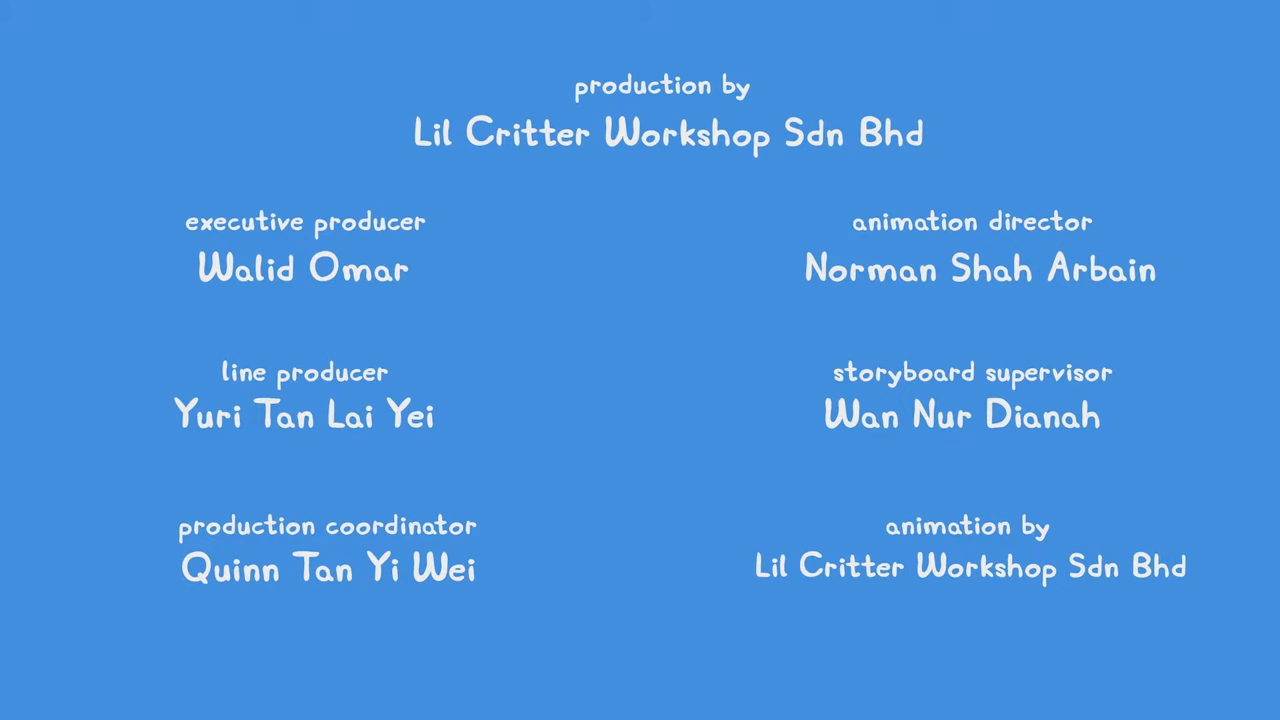 production by
Lil Critter Workshop Sdn Bhd
executive producer
Walid Omar
animation director
Norman Shah Arbain
line producer
Yuri Tan Lai Yei
storyboard supervisor
Wan Nur Dianah
production coordinator
Quinn Tan Yi Wei
animation by
Lil Critter Workshop Sdn Bhd